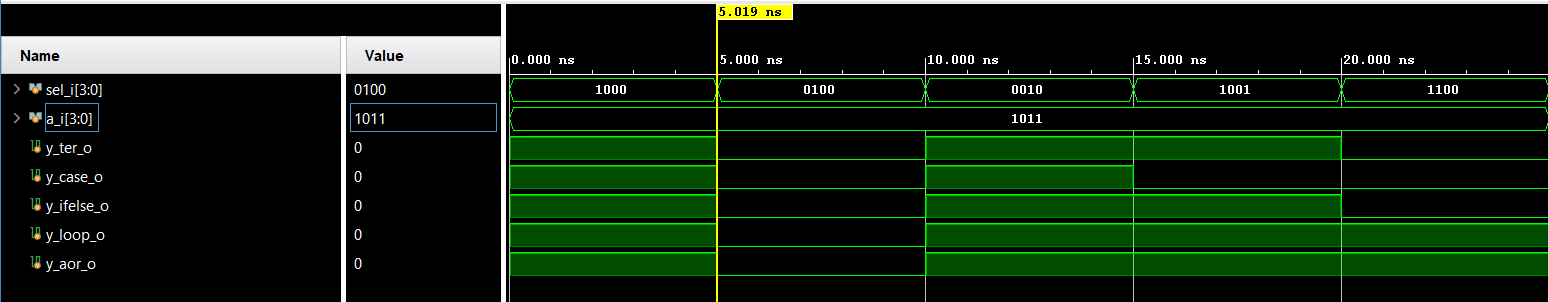 5.019 ns
Name Value
0.000 ns 5.000 ns 10.000 ns 15.000 ns 20.000 ns
sel_i[3:0] 0100 1000 0100 0010 1001 1100
a_i[3:0] 1011 1011
y_ter_o 0
y_case_o 0
y_ifelse_o 0
y_loop_o 0
y_aor_o 0